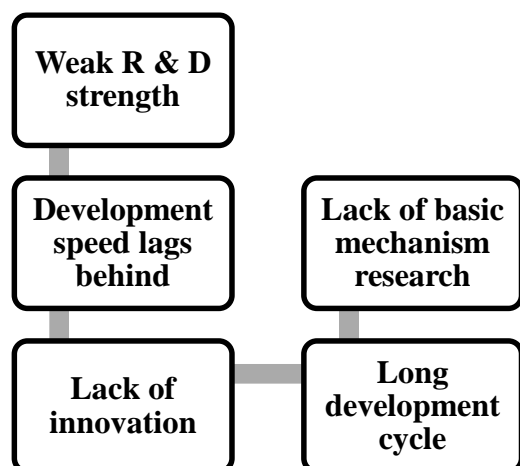 Weak R & D
strength
Development
speed lags
behind
Lack of
innovation
Long
development
cycle
Lack of basic
mechanism
research